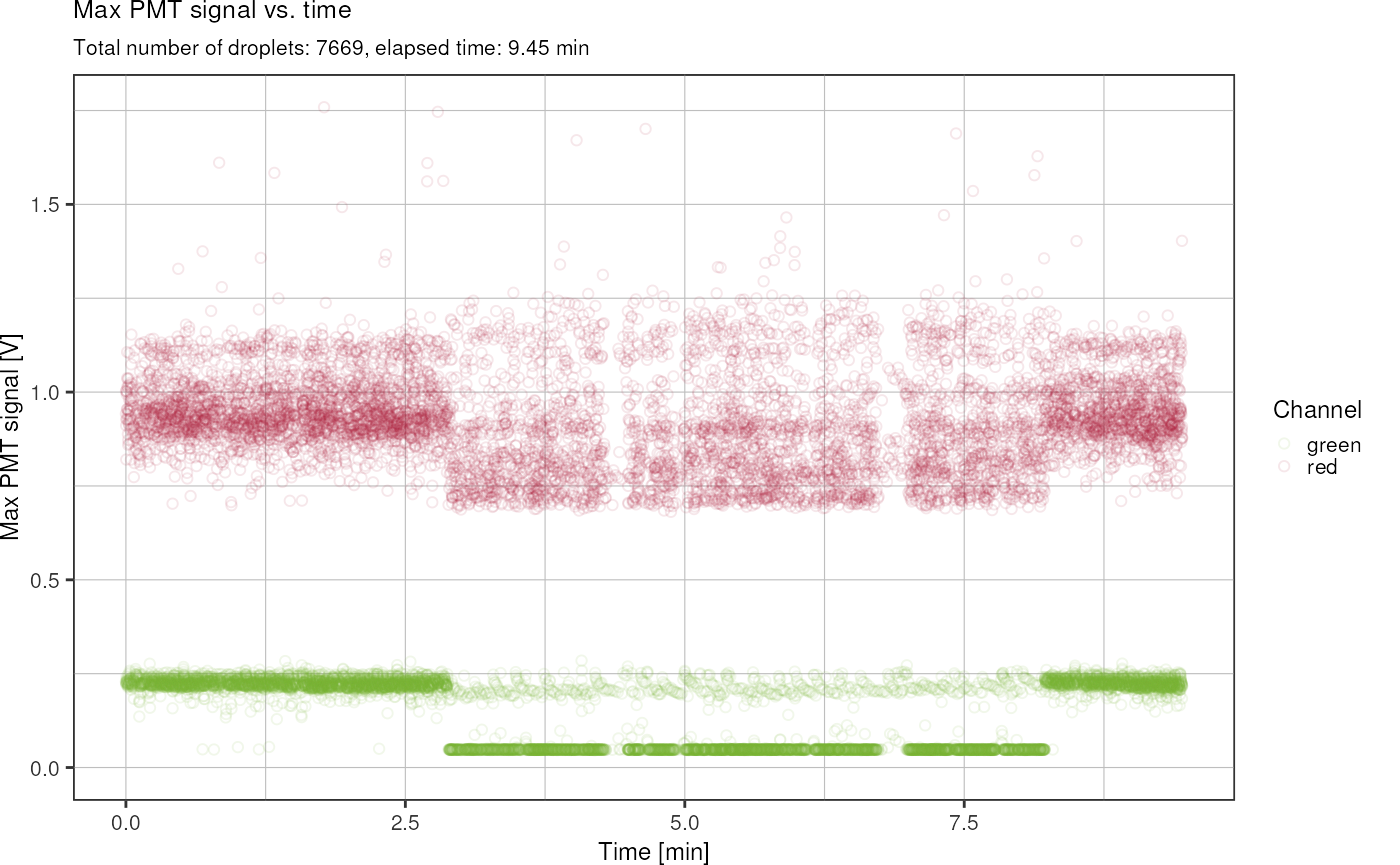 Max PMT signal vs. time
Total number of droplets: 7669, elapsed time: 9.45 min
Max PMT signal [V]
1.5
1.0
0.5
0.0
0.0 2.5 5.0 7.5
Time [min]
Channel
green
red